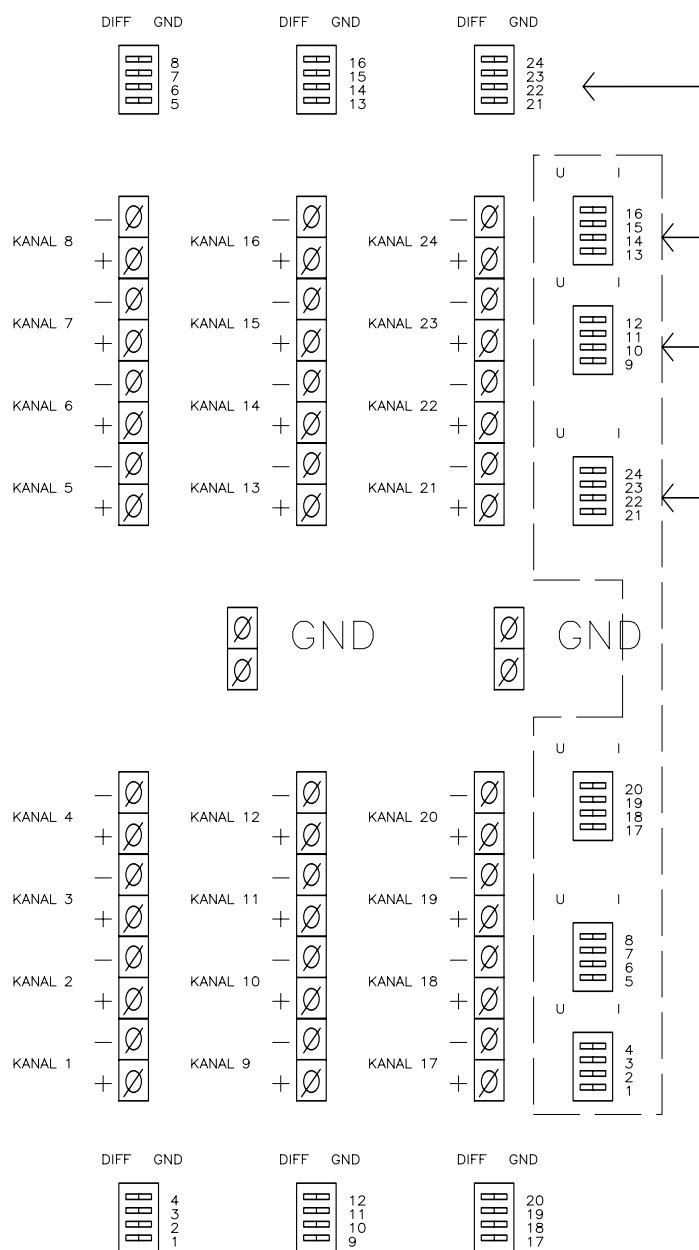 DIFF GND DIFF GND DIFF GND
8 16 24
7 15 23
6 14 22
5 13 21
U I
16
15
14
13
KANAL 8 KANAL 16 KANAL 24
U I
KANAL 7 KANAL 15 KANAL 23
12
11
10
9
KANAL 6 KANAL 14 KANAL 22
U I
24
23
22
21
KANAL 5 KANAL 13 KANAL 21
GND GND
U I
20
19
18
17
KANAL 4 KANAL 12 KANAL 20
KANAL 3 KANAL 11 KANAL 19
U I
8
7
6
5
KANAL 2 KANAL 10 KANAL 18
U I
4
3
2
1
KANAL 1 KANAL 9 KANAL 17
DIFF GND DIFF GND DIFF GND
4 12 20
3 11 19
2 10 18
1 9 17